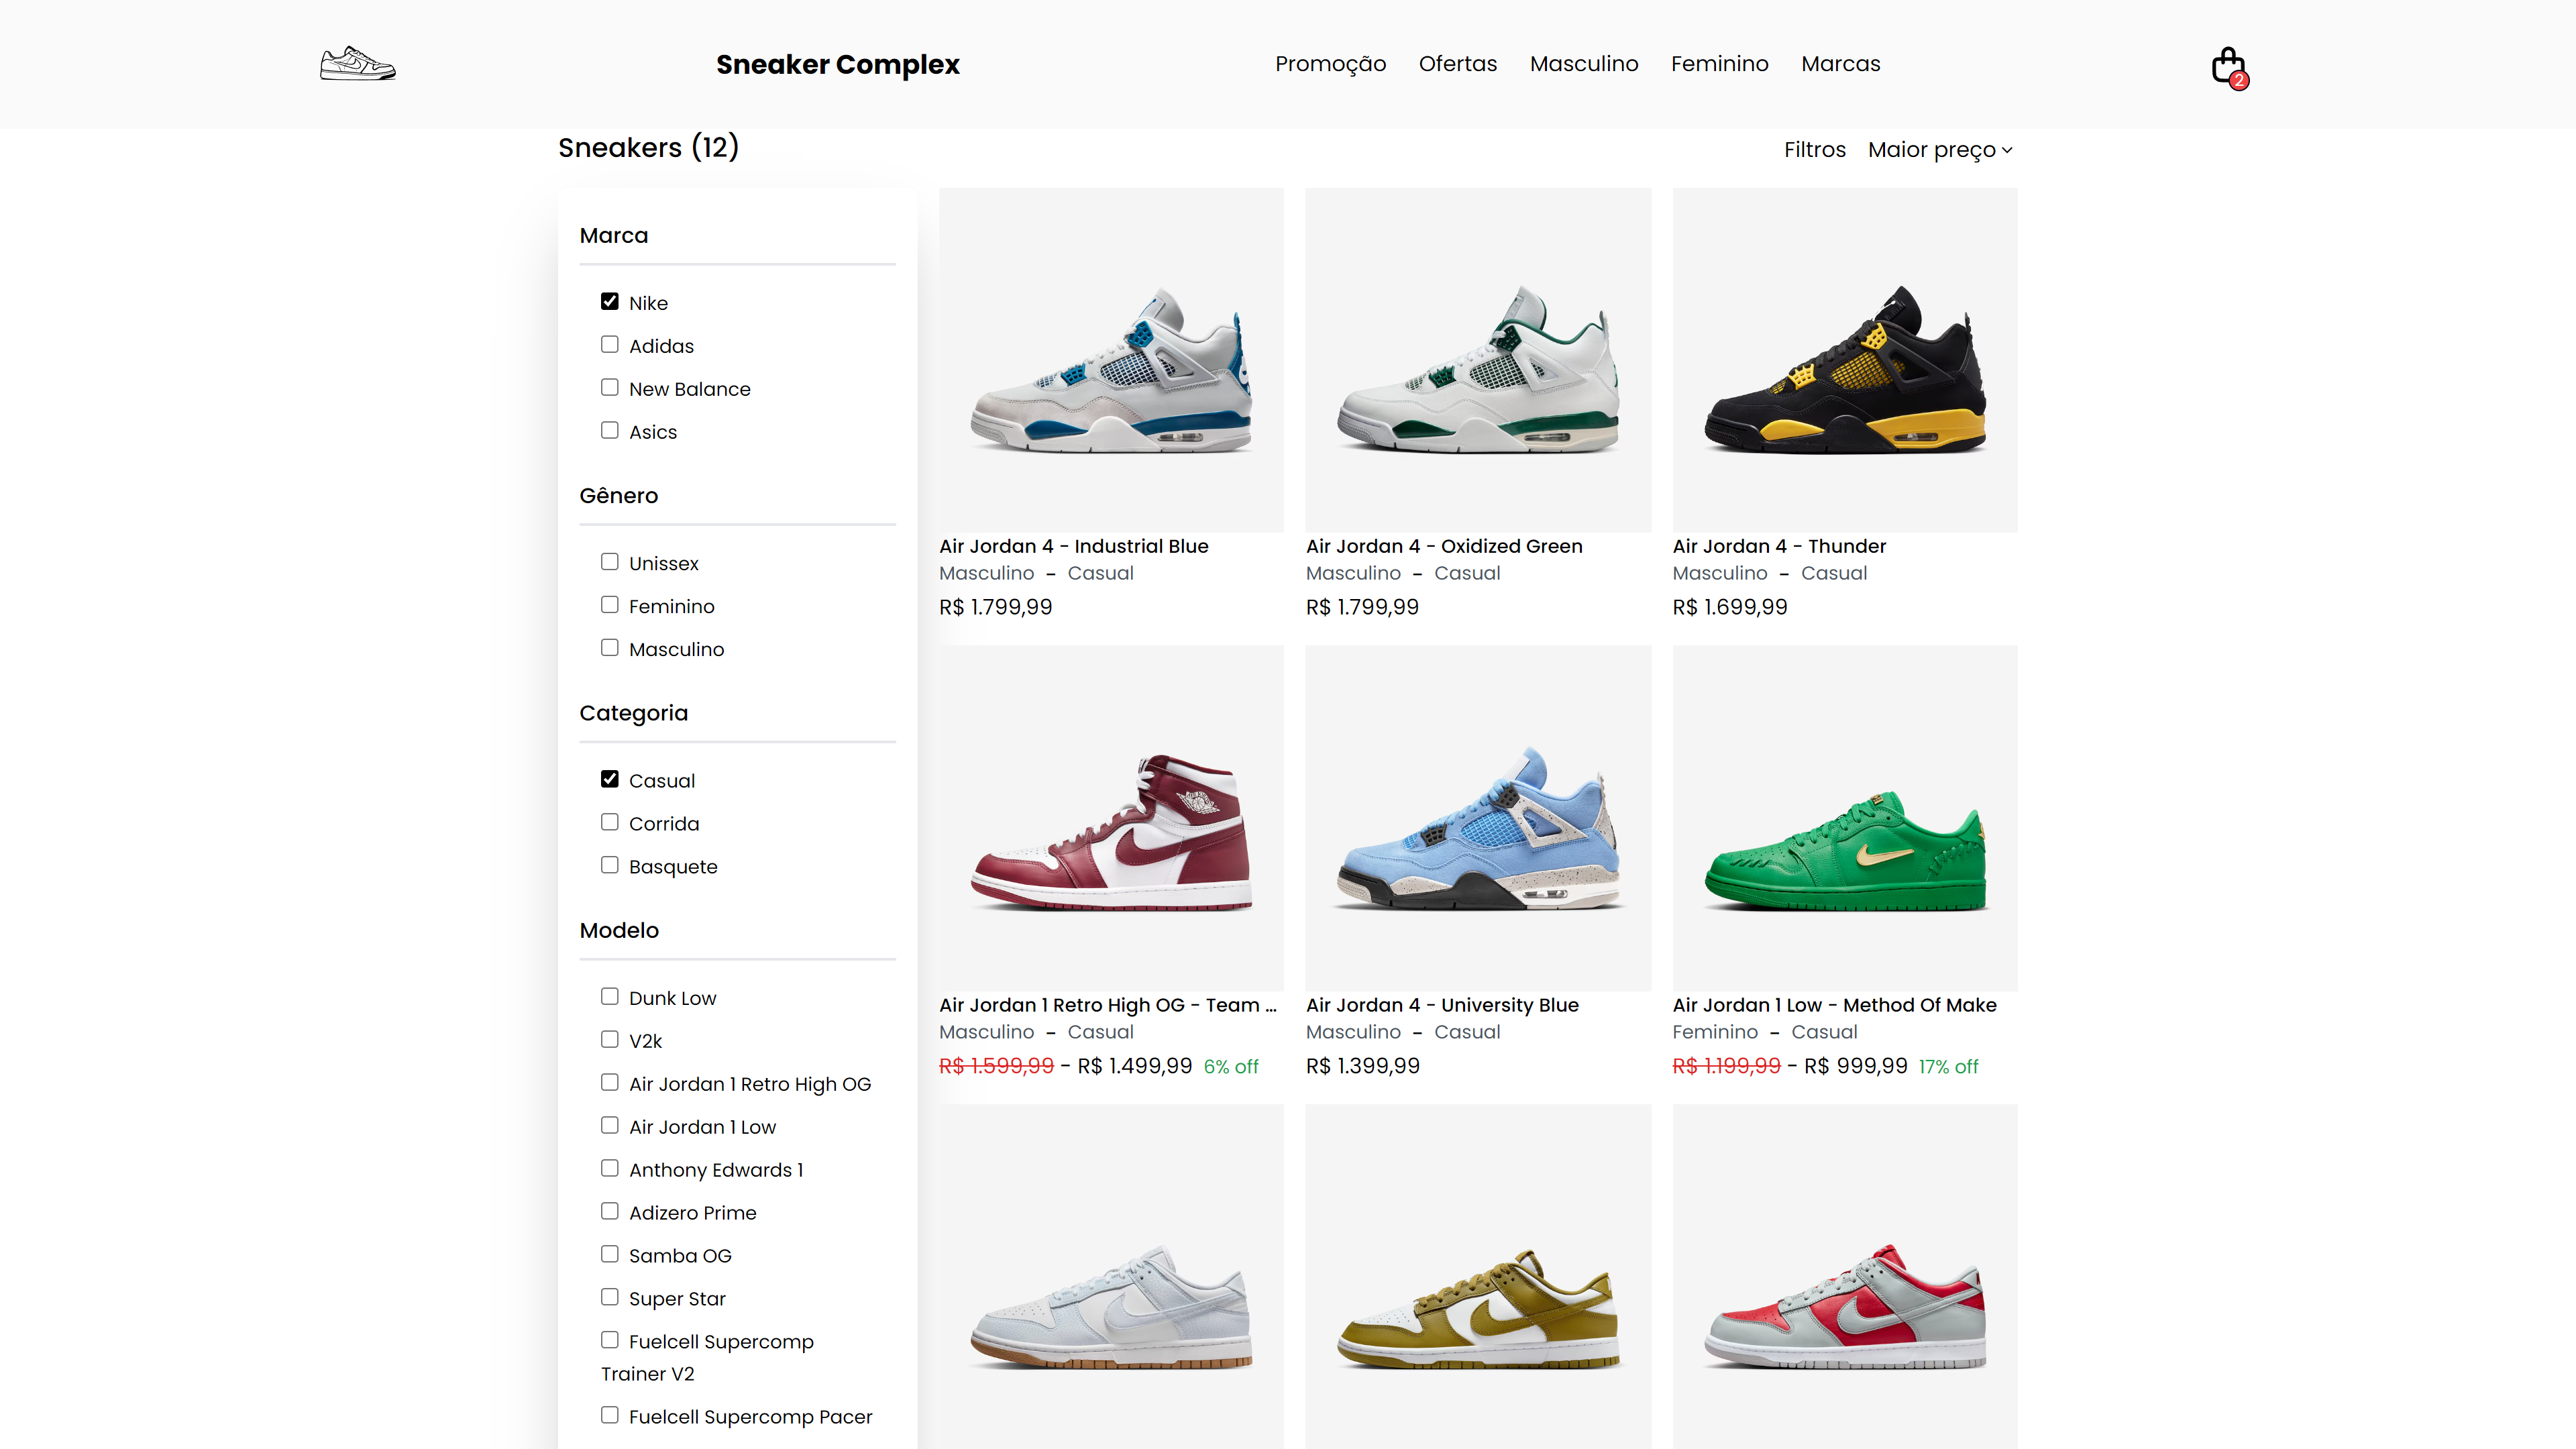 Sneaker Complex
Promoção
Ofertas
Masculino
Feminino
Marcas
2
Sneakers (12)
Filtros
Maior preço
Marca
Nike
Adidas
New Balance
Asics
Gênero
Unissex
Feminino
Masculino
Categoria
Casual
Corrida
Basquete
Modelo
Dunk Low
V2k
Air Jordan 1 Retro High OG
Air Jordan 1 Low
Anthony Edwards 1
Adizero Prime
Samba OG
Super Star
Fuelcell Supercomp
Trainer V2
Fuelcell Supercomp Pacer
Air Jordan 4 - Industrial Blue
Masculino - Casual
R$ 1.799,99
Air Jordan 4 - Oxidized Green
Masculino - Casual
R$ 1.799,99
Air Jordan 4 - Thunder
Masculino - Casual
R$ 1.699,99
Air Jordan 1 Retro High OG - Team ...
Masculino - Casual
R$ 1.599,99 - R$ 1.499,99 6% off
Air Jordan 4 - University Blue
Masculino - Casual
R$ 1.399,99
Air Jordan 1 Low - Method Of Make
Feminino - Casual
R$ 1.199,99 - R$ 999,99 17% off